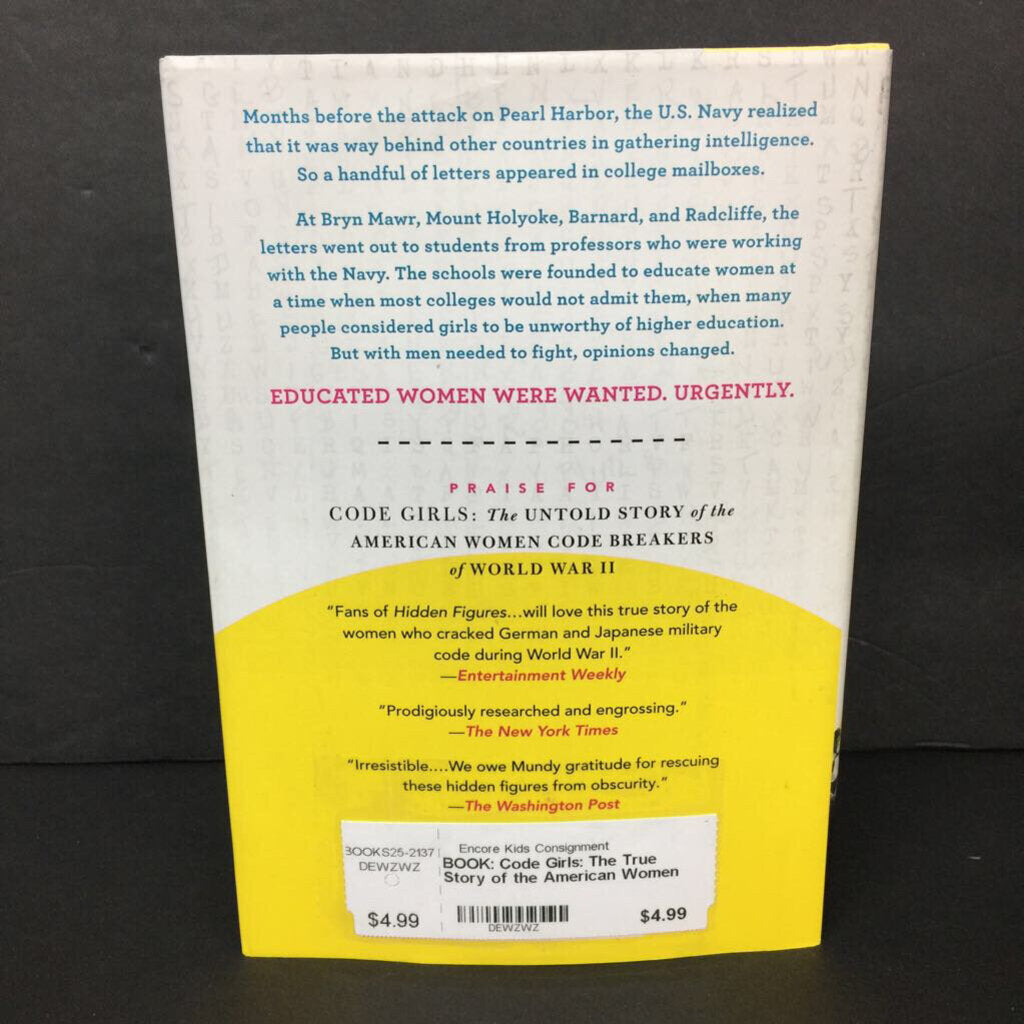 Months before the attack on Pearl Harbor, the U.S. Navy realized
that it was way behind other countries in gathering intelligence.
So a handful of letters appeared in college mailboxes.
At Bryn Mawr, Mount Holyoke, Barnard, and Radcliffe, the
letters went out to students from professors who were working
with the Navy. The schools were founded to educate women at
a time when most colleges would not admit them, when many
people considered girls to be unworthy of higher education.
But with men needed to fight, opinions changed.
EDUCATED WOMEN WERE WANTED. URGENTLY.
PRAISE FOR
CODE GIRLS: The UNTOLD STORY of the
AMERICAN WOMEN CODE BREAKERS
of WORLD WAR II
"Fans of Hidden Figures...will love this true story of the
women who cracked German and Japanese military
code during World War II."
—Entertainment Weekly
"Prodigiously researched and engrossing."
—The New York Times
"Irresistible....We owe Mundy gratitude for rescuing
these hidden figures from obscurity."
—The Washington Post
BOOKS25-2137
DEWZWZ
$4.99
Encore Kids Consignment
BOOK: Code Girls: The True
Story of the American Women
DEWZWZ
$4.99